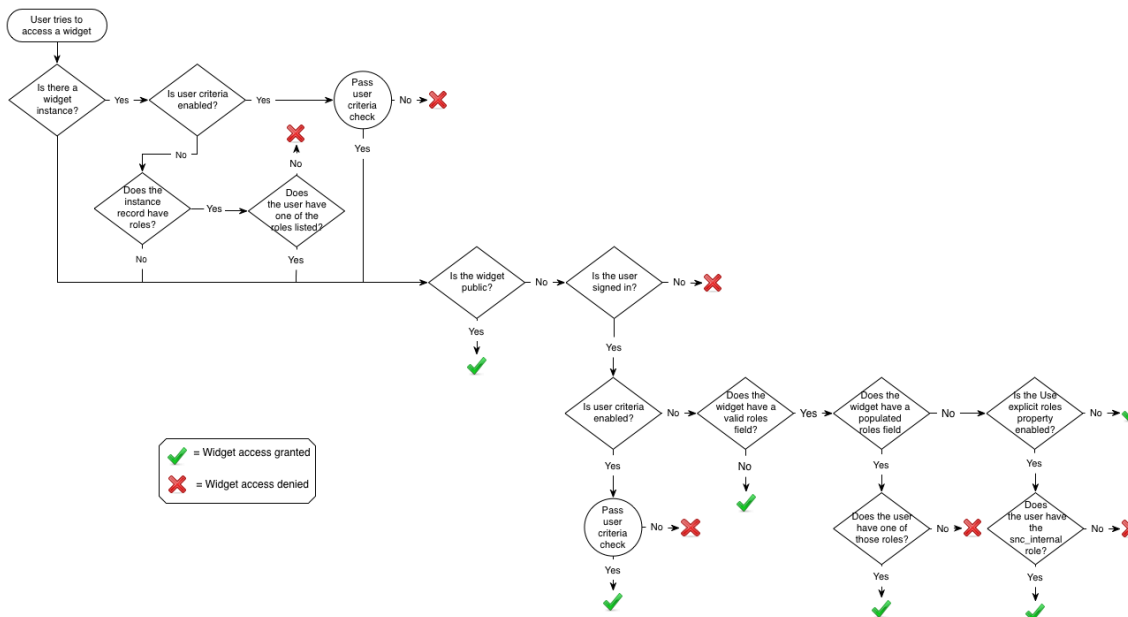 User tries to
access a widget
Is there a
widget
instance?
Yes
Is user criteria
enabled?
Yes
Pass
user
criteria
check
No
No
Yes
No
Does the
instance
record have
roles?
Yes
Does
the user have
one of the
roles listed?
No
Yes
Is the widget
public?
No
Is the user
signed in?
No
Yes
Yes
Is user criteria
enabled?
No
Does the
widget have a
valid roles
field?
Yes
Does the
widget have a
populated
roles field
No
Is the Use
explicit roles
property
enabled?
No
= Widget access granted
= Widget access denied
Yes
No
Yes
Yes
Pass
user
criteria
check
No
Does the user
have one of
those roles?
No
Does
the user have
the
snc_internal
role?
No
Yes
Yes
Yes